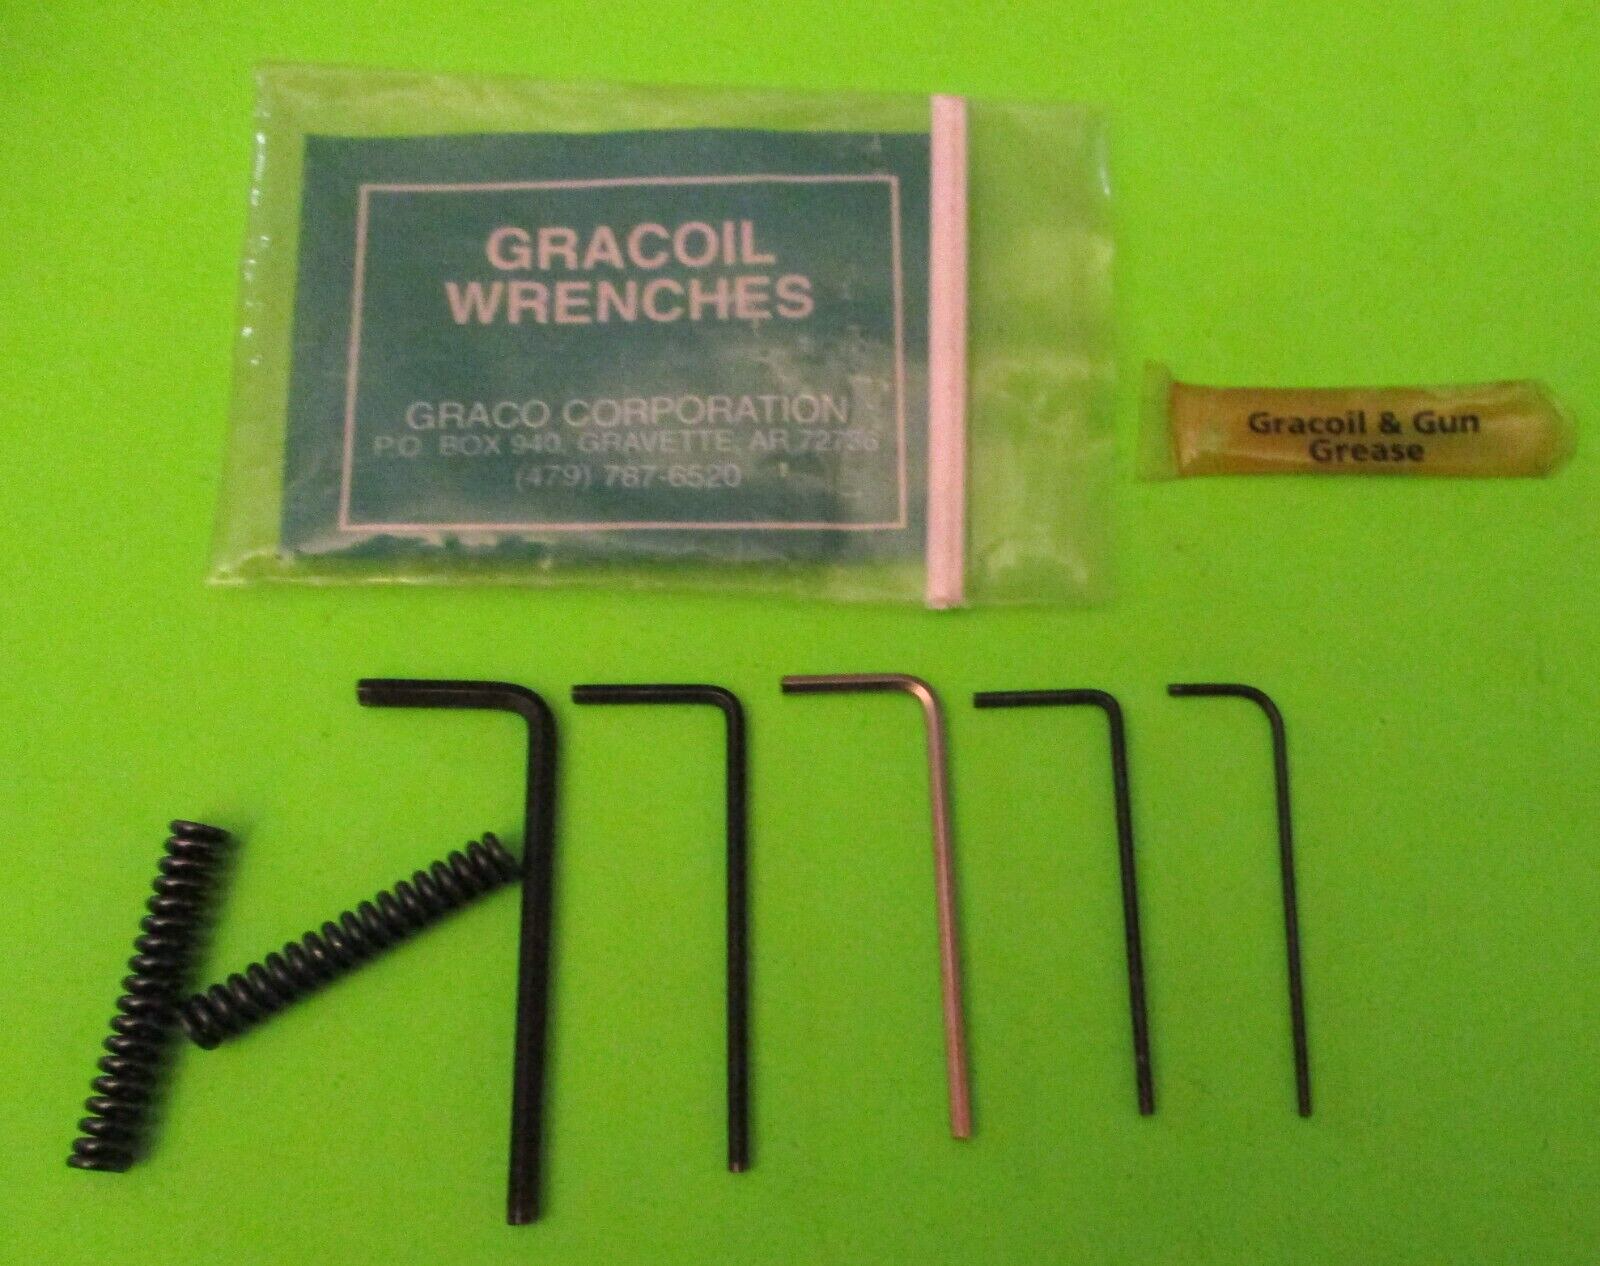 GRACOIL
WRENCHES
GRACO CORPORATION
P.O. BOX 940, GRAVETTE, AR 72736
(479) 787-6520
Gracoil & Gun
Grease